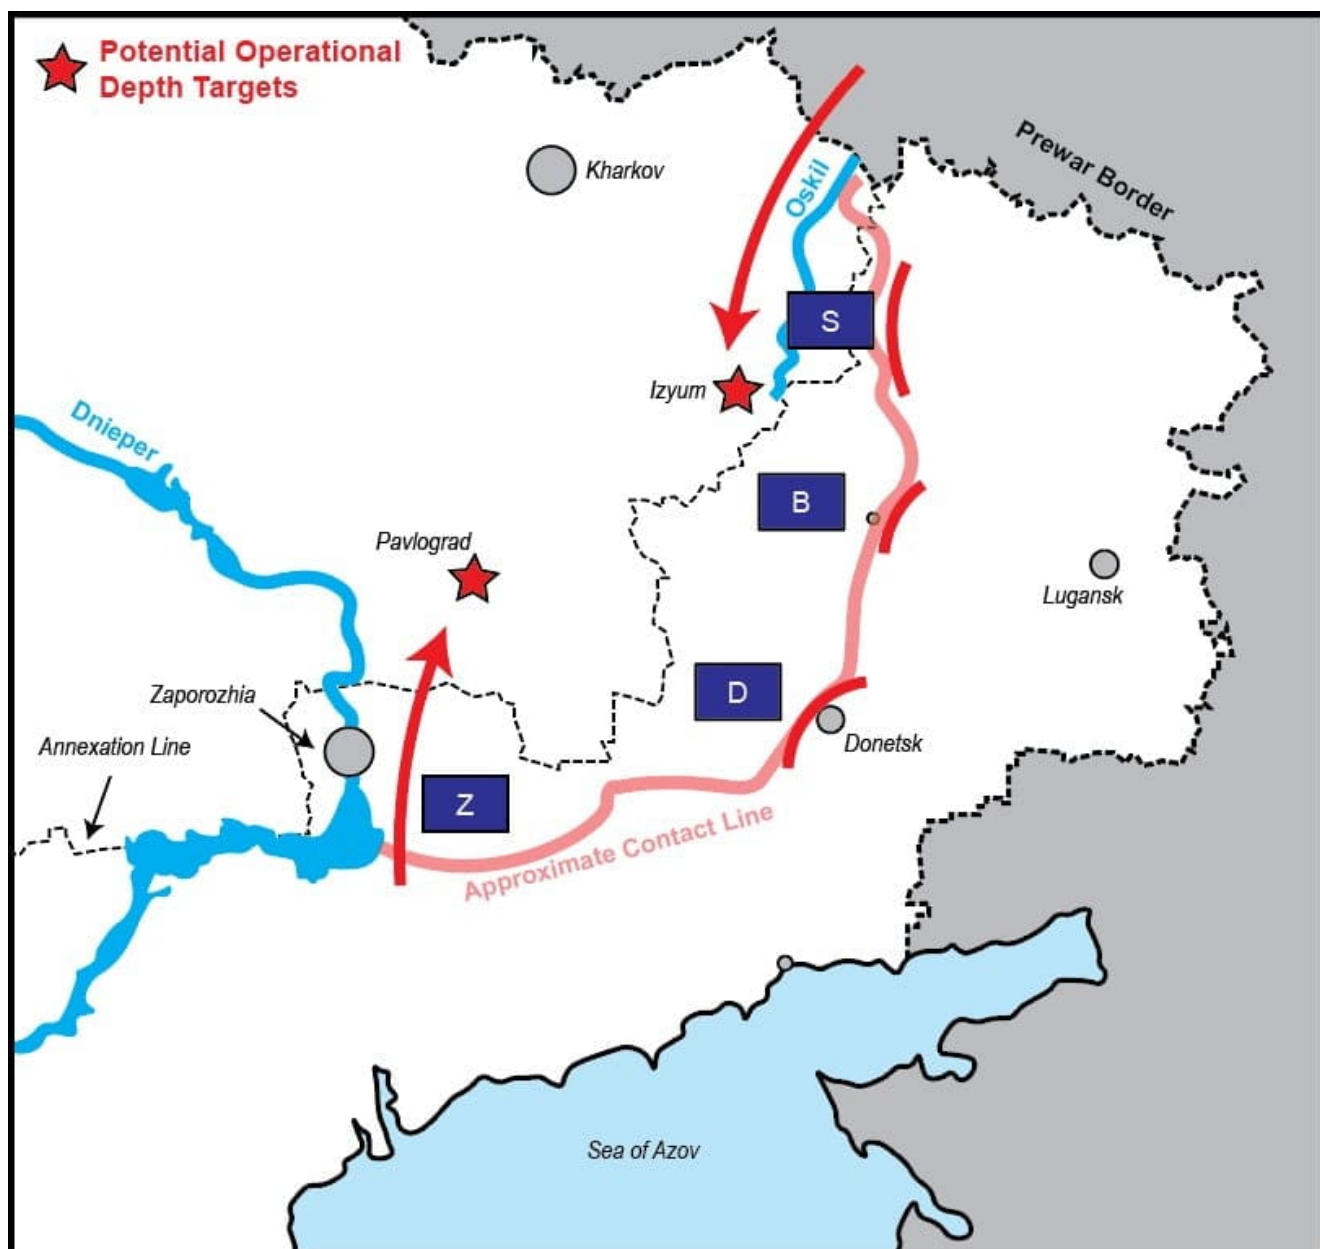 Potential Operational
Depth Targets
Prewar Border
Kharkov
Oskil
S
Izyum
Dnieper
B
Pavlograd
Lugansk
Zaporozhia
D
Donetsk
Annexation Line
Z
Approximate Contact Line
Sea of Azov